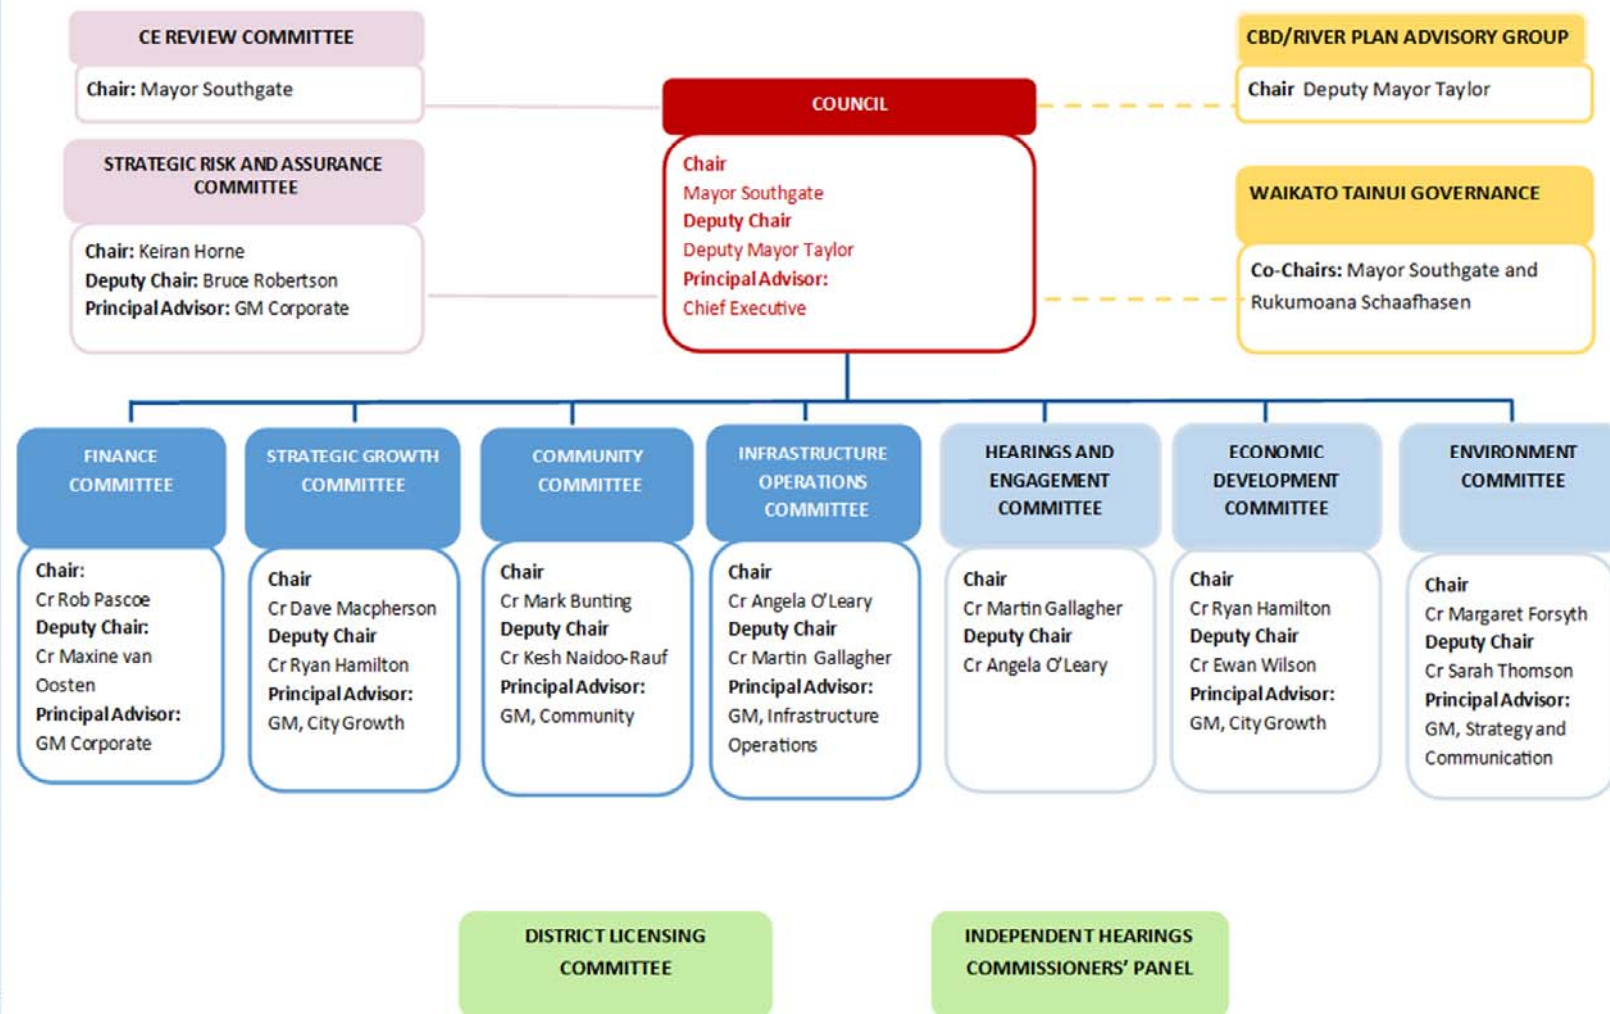 CE REVIEW COMMITTEE
Chair: Mayor Southgate
STRATEGIC RISK AND ASSURANCE
COMMITTEE
Chair: Keiran Horne
Deputy Chair: Bruce Robertson
Principal Advisor: GM Corporate
COUNCIL
Chair
Mayor Southgate
Deputy Chair
Deputy Mayor Taylor
Principal Advisor:
Chief Executive
CBD/RIVER PLAN ADVISORY GROUP
Chair Deputy Mayor Taylor
WAIKATO TAINUI GOVERNANCE
Co-Chairs: Mayor Southgate and
Rukumoana Schaafhasen
FINANCE
COMMITTEE
Chair:
Cr Rob Pascoe
Deputy Chair:
Cr Maxine van
Oosten
Principal Advisor:
GM Corporate
STRATEGIC GROWTH
COMMITTEE
Chair
Cr Dave Macpherson
Deputy Chair
Cr Ryan Hamilton
Principal Advisor:
GM, City Growth
COMMUNITY
COMMITTEE
Chair
Cr Mark Bunting
Deputy Chair
Cr Kesh Naidoo-Rauf
Principal Advisor:
GM, Community
INFRASTRUCTURE
OPERATIONS
COMMITTEE
Chair
Cr Angela O'Leary
Deputy Chair
Cr Martin Gallagher
Principal Advisor:
GM, Infrastructure
Operations
HEARINGS AND
ENGAGEMENT
COMMITTEE
Chair
Cr Martin Gallagher
Deputy Chair
Cr Angela O'Leary
ECONOMIC
DEVELOPMENT
COMMITTEE
Chair
Cr Ryan Hamilton
Deputy Chair
Cr Ewan Wilson
Principal Advisor:
GM, City Growth
ENVIRONMENT
COMMITTEE
Chair
Cr Margaret Forsyth
Deputy Chair
Cr Sarah Thomson
Principal Advisor:
GM, Strategy and
Communication
DISTRICT LICENSING
COMMITTEE
INDEPENDENT HEARINGS
COMMISSIONERS' PANEL